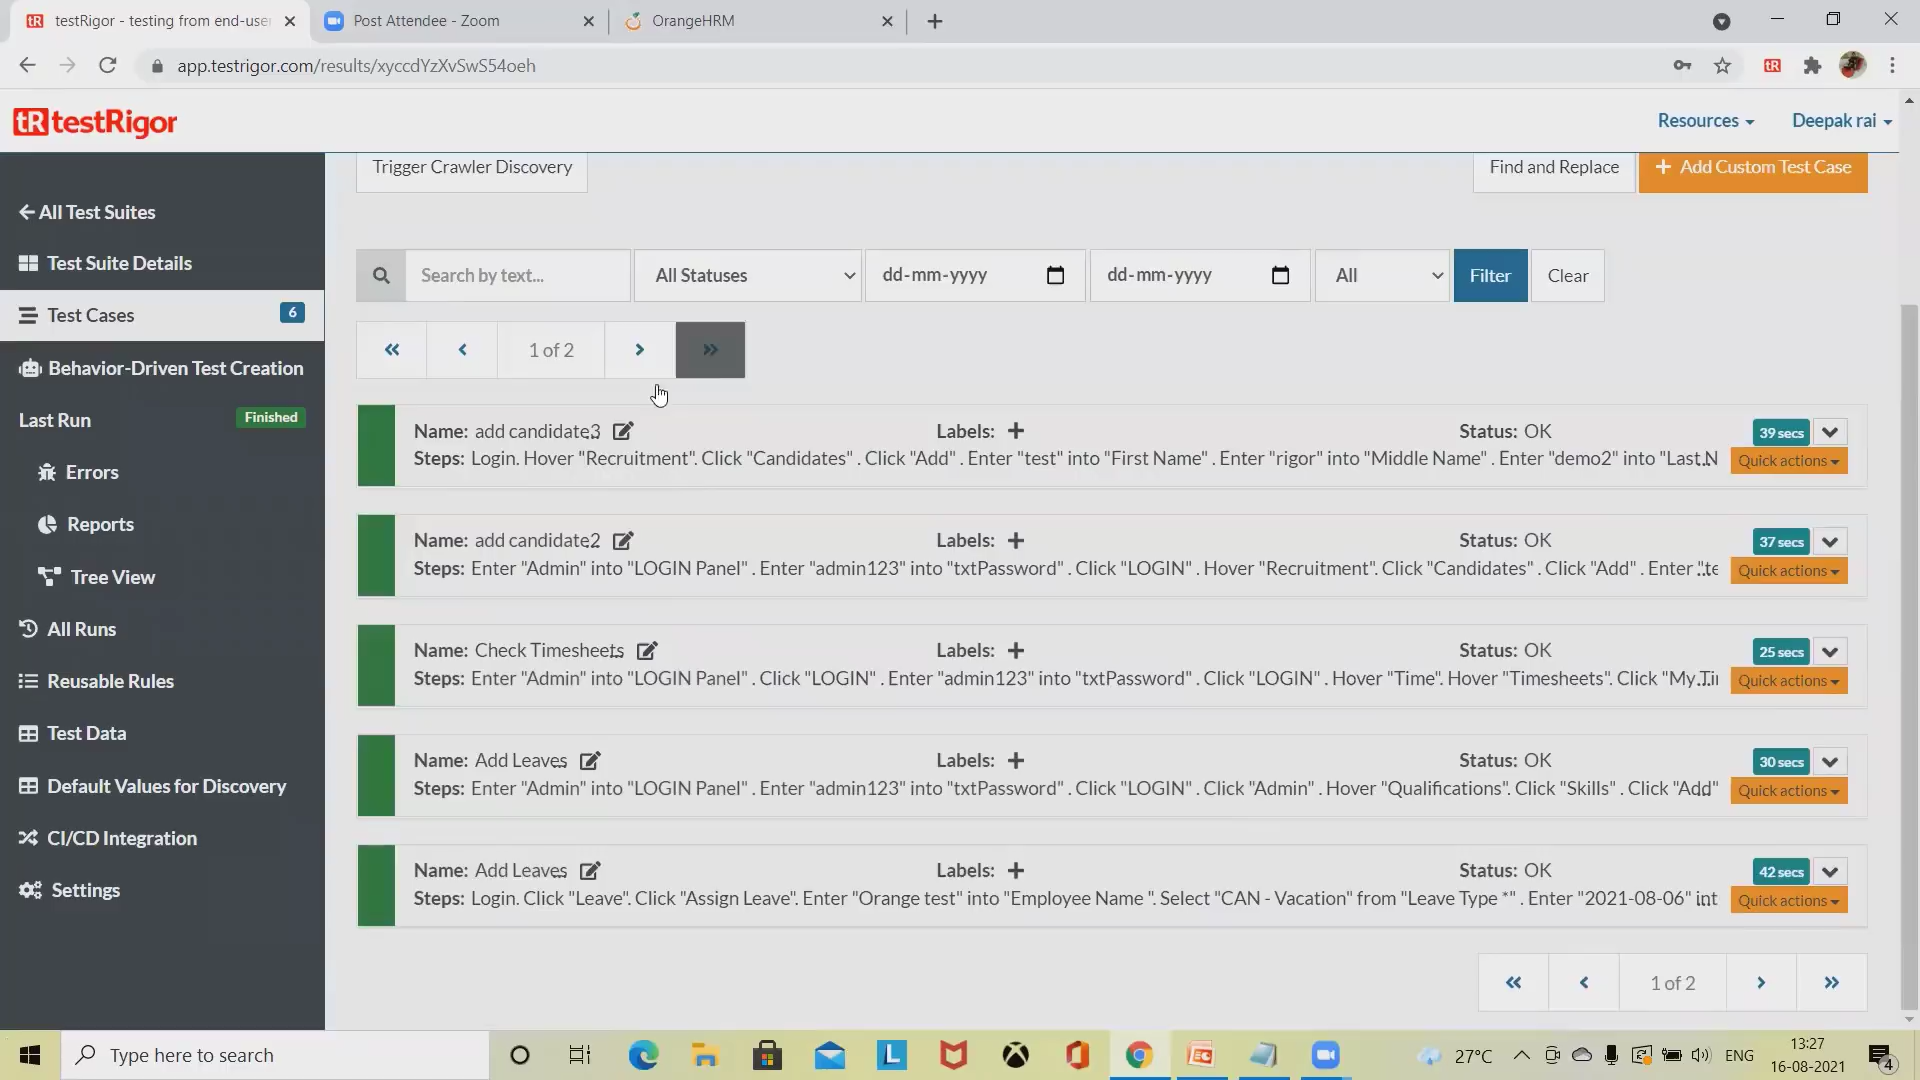 testRigor - testing from end-user
Post Attendee - Zoom
OrangeHRM
app.testrigor.com/results/xyccdYzXvSwS54oeh
tR testRigor
Resources
Deepak rai
Trigger Crawler Discovery
Find and Replace
+ Add Custom Test Case
All Test Suites
Test Suite Details
Test Cases 6
Behavior-Driven Test Creation
Last Run Finished
Errors
Reports
Tree View
All Runs
Reusable Rules
Test Data
Default Values for Discovery
CI/CD Integration
Settings
Search by text...
All Statuses
dd-mm-yyyy
dd-mm-yyyy
All
Filter
Clear
« ‹ 1 of 2 › »
Name: add candidate3 Labels: + Status: OK 39 secs
Steps: Login. Hover "Recruitment". Click "Candidates" . Click "Add" . Enter "test" into "First Name" . Enter "rigor" into "Middle Name" . Enter "demo2" into "Last N... Quick actions
Name: add candidate2 Labels: + Status: OK 37 secs
Steps: Enter "Admin" into "LOGIN Panel" . Enter "admin123" into "txtPassword" . Click "LOGIN" . Hover "Recruitment". Click "Candidates" . Click "Add" . Enter "te... Quick actions
Name: Check Timesheets Labels: + Status: OK 25 secs
Steps: Enter "Admin" into "LOGIN Panel" . Click "LOGIN" . Enter "admin123" into "txtPassword" . Click "LOGIN" . Hover "Time". Hover "Timesheets". Click "My Ti... Quick actions
Name: Add Leaves Labels: + Status: OK 30 secs
Steps: Enter "Admin" into "LOGIN Panel" . Enter "admin123" into "txtPassword" . Click "LOGIN" . Click "Admin" . Hover "Qualifications". Click "Skills" . Click "Add" Quick actions
Name: Add Leaves Labels: + Status: OK 42 secs
Steps: Login. Click "Leave". Click "Assign Leave". Enter "Orange test" into "Employee Name ". Select "CAN - Vacation" from "Leave Type *" . Enter "2021-08-06" int Quick actions
« ‹ 1 of 2 › »
Type here to search
27°C
ENG
13:27
16-08-2021
4